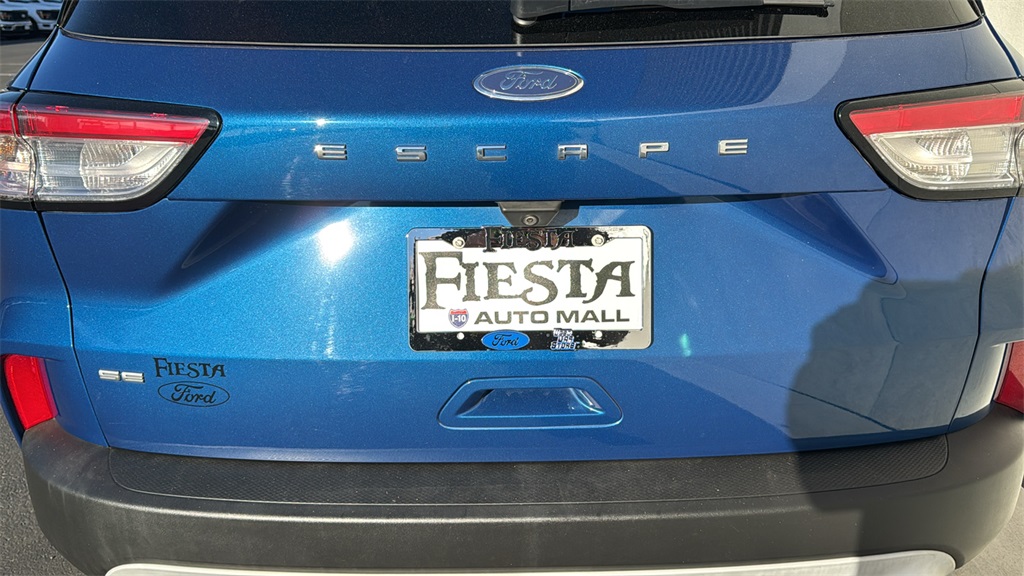 Ford
ESCAPE
FIESTA
FIESTA
I-10 AUTO MALL
Ford
SE
FIESTA
Ford